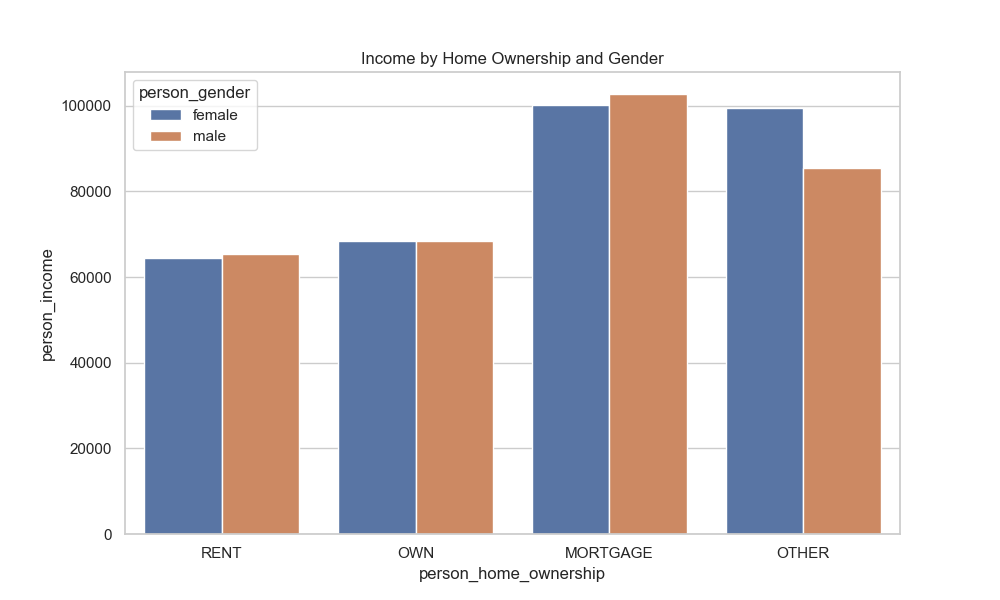 Income by Home Ownership and Gender
person_gender
female
male
100000
80000
60000
40000
20000
0
person_income
RENT OWN MORTGAGE OTHER
person_home_ownership